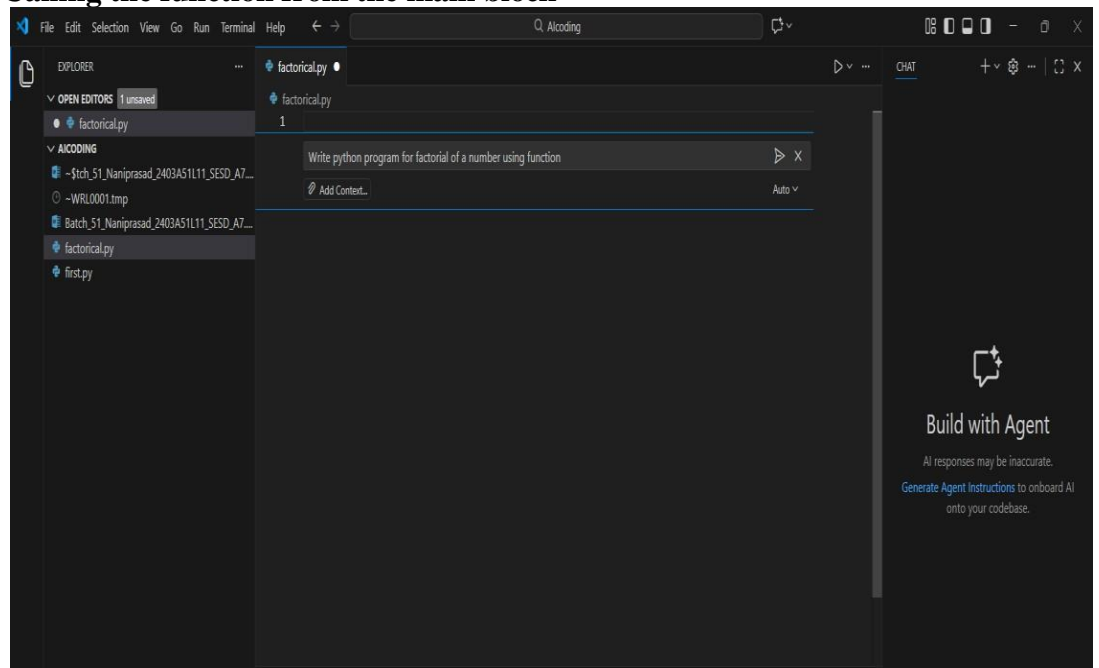 Calling the function from the main block
File Edit Selection View Go Run Terminal Help
AIcoding
EXPLORER
factorical.py
CHAT
OPEN EDITORS 1 unsaved
factorical.py
factorical.py
1
AICODING
Write python program for factorial of a number using function
~$tch_51_Naniprasad_2403A51L11_SESD_A7....
Add Context...
Auto
~WRL0001.tmp
Batch_51_Naniprasad_2403A51L11_SESD_A7....
factorical.py
first.py
Build with Agent
AI responses may be inaccurate.
Generate Agent Instructions to onboard AI
onto your codebase.